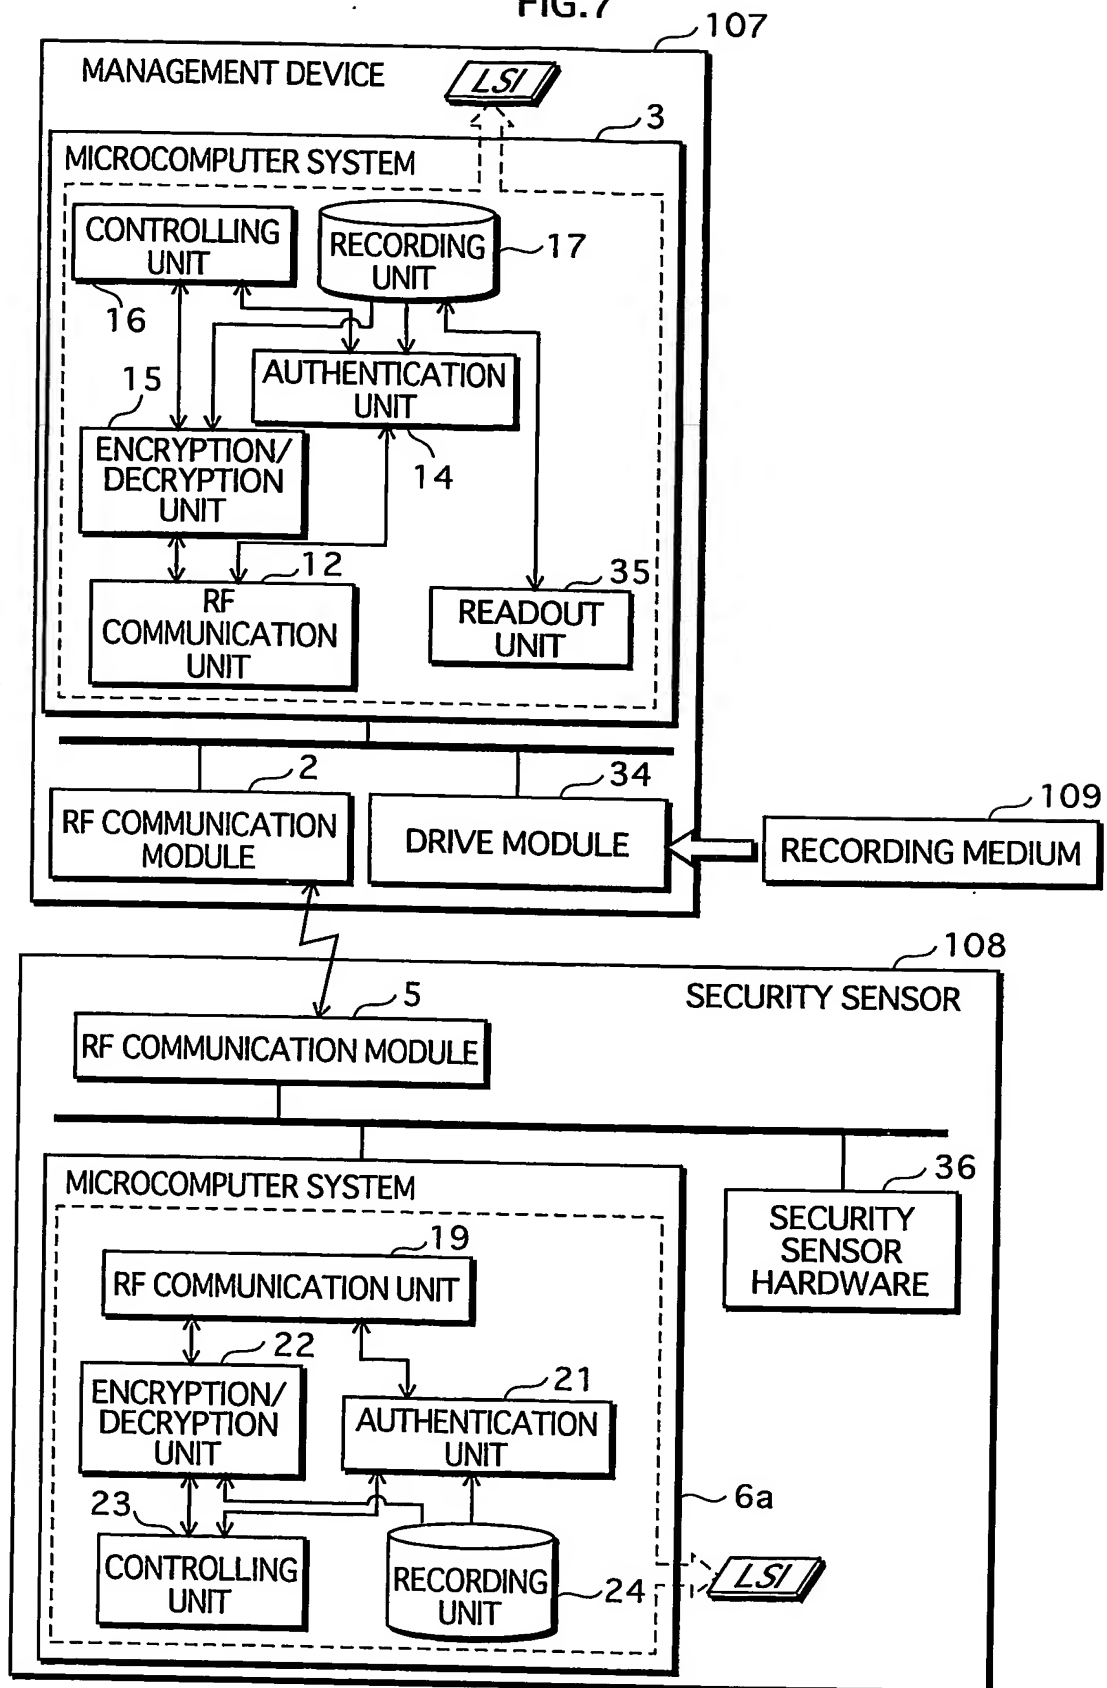 FIG.7
107
MANAGEMENT DEVICE
LSI
3
MICROCOMPUTER SYSTEM
CONTROLLING
UNIT
16
RECORDING
UNIT
17
AUTHENTICATION
UNIT
14
15
ENCRYPTION/
DECRYPTION
UNIT
12
RF
COMMUNICATION
UNIT
35
READOUT
UNIT
2
RF COMMUNICATION
MODULE
34
DRIVE MODULE
109
RECORDING MEDIUM
108
SECURITY SENSOR
5
RF COMMUNICATION MODULE
MICROCOMPUTER SYSTEM
36
SECURITY
SENSOR
HARDWARE
19
RF COMMUNICATION UNIT
22
ENCRYPTION/
DECRYPTION
UNIT
21
AUTHENTICATION
UNIT
6a
23
CONTROLLING
UNIT
RECORDING
UNIT
24
LSI